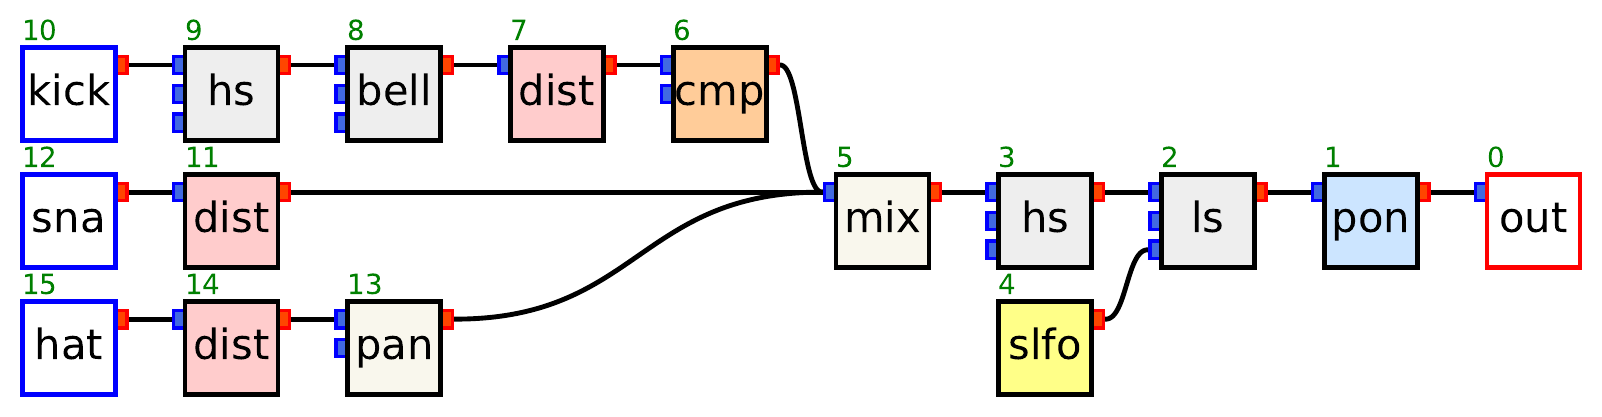 10 9 8 7 6
kick hs bell dist cmp
12 11 5 3 2 1 0
sna dist mix hs ls pon out
15 14 13 4
hat dist pan slfo